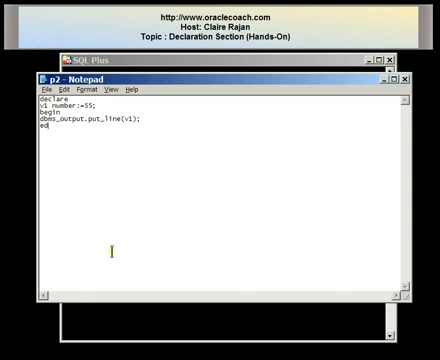 http://www.oraclecoach.com
Host: Claire Rajan
Topic : Declaration Section (Hands-On)
SQL Plus
p2 - Notepad
File Edit Format View Help
declare
v1 number:=55;
begin
dbms_output.put_line(v1);
ed